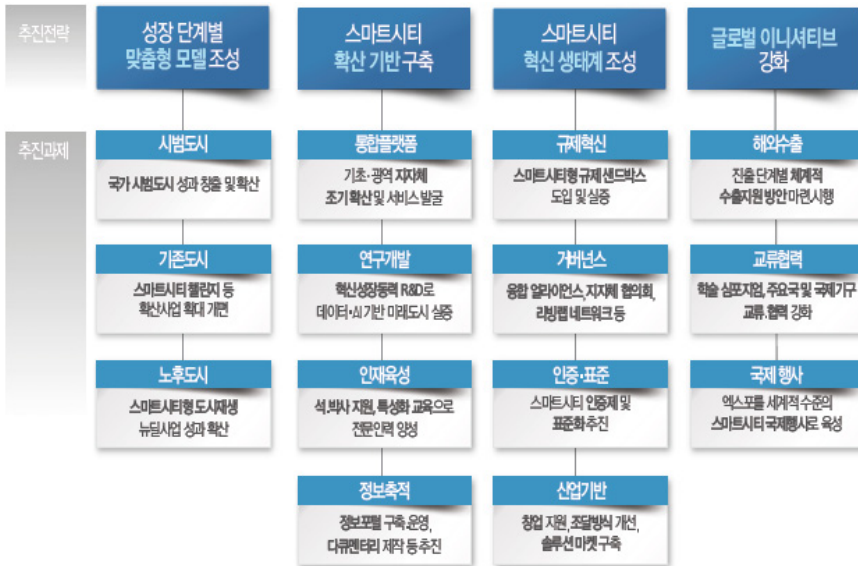 추진전략
성장 단계별
맞춤형 모델 조성
스마트시티
확산 기반 구축
스마트시티
혁신 생태계 조성
글로벌 이니셔티브
강화
추진과제
시범도시
국가 시범도시 성과 창출 및 확산
기존도시
스마트시티 챌린지 등
확산사업 확대 개편
노후도시
스마트시티형 도시재생
뉴딜사업 성과 확산
통합플랫폼
기초·광역 지자체
조기 확산 및 서비스 발굴
연구개발
혁신성장동력 R&D로
데이터·AI 기반 미래도시 실증
인재육성
석.박사 지원, 특성화 교육으로
전문인력 양성
정보축적
정보포털 구축.운영,
다큐멘터리 제작 등 추진
규제혁신
스마트시티형 규제 샌드박스
도입 및 실증
거버넌스
융합 얼라이언스, 지자체 협의회,
리빙랩 네트워크 등
인증·표준
스마트시티 인증제 및
표준화 추진
산업기반
창업 지원, 조달방식 개선,
솔루션 마켓 구축
해외수출
진출 단계별 체계적
수출지원 방안 마련.시행
교류협력
학술 심포지엄, 주요국 및 국제기구
교류.협력 강화
국제 행사
엑스포를 세계적 수준의
스마트시티 국제행사로 육성